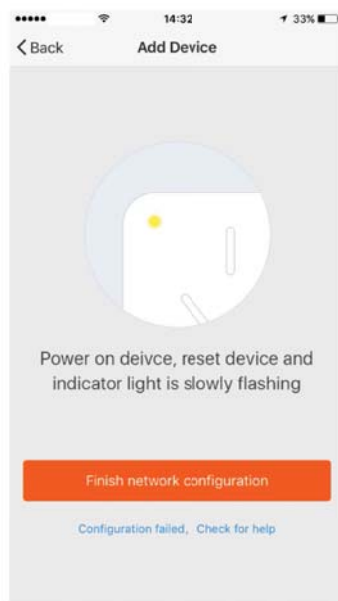 14:32
33%
Back
Add Device
Power on deivce, reset device and
indicator light is slowly flashing
Finish network configuration
Configuration failed, Check for help